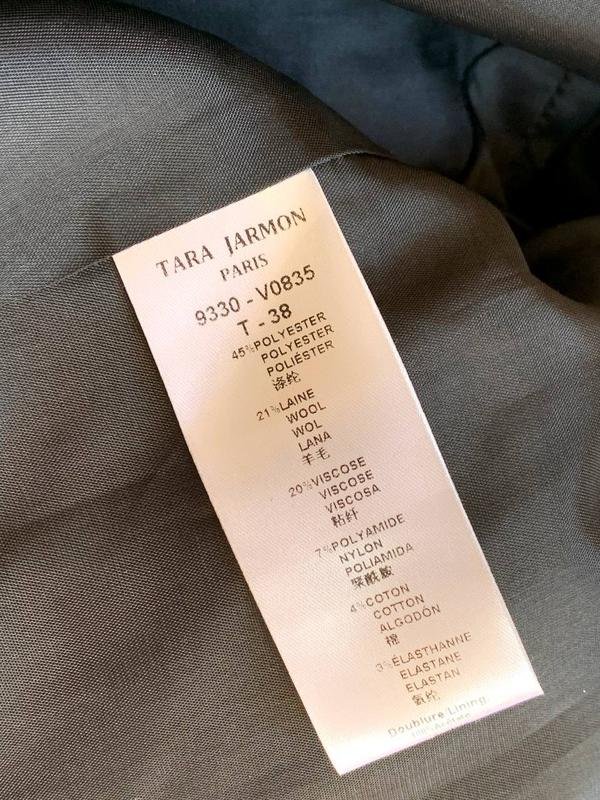 TARA JARMON
PARIS
9330 - V0835
T - 38
45%POLYESTER
POLYESTER
POLIÉSTER
涤纶
21%LAINE
WOOL
WOL
LANA
羊毛
20%VISCOSE
VISCOSE
VISCOSA
粘纤
7%POLYAMIDE
NYLON
POLIAMIDA
聚酰胺
4%COTON
COTTON
ALGODÓN
棉
3%ÉLASTHANNE
ELASTANE
ELASTAN
氨纶
Doublure Lining:
100% Acétate